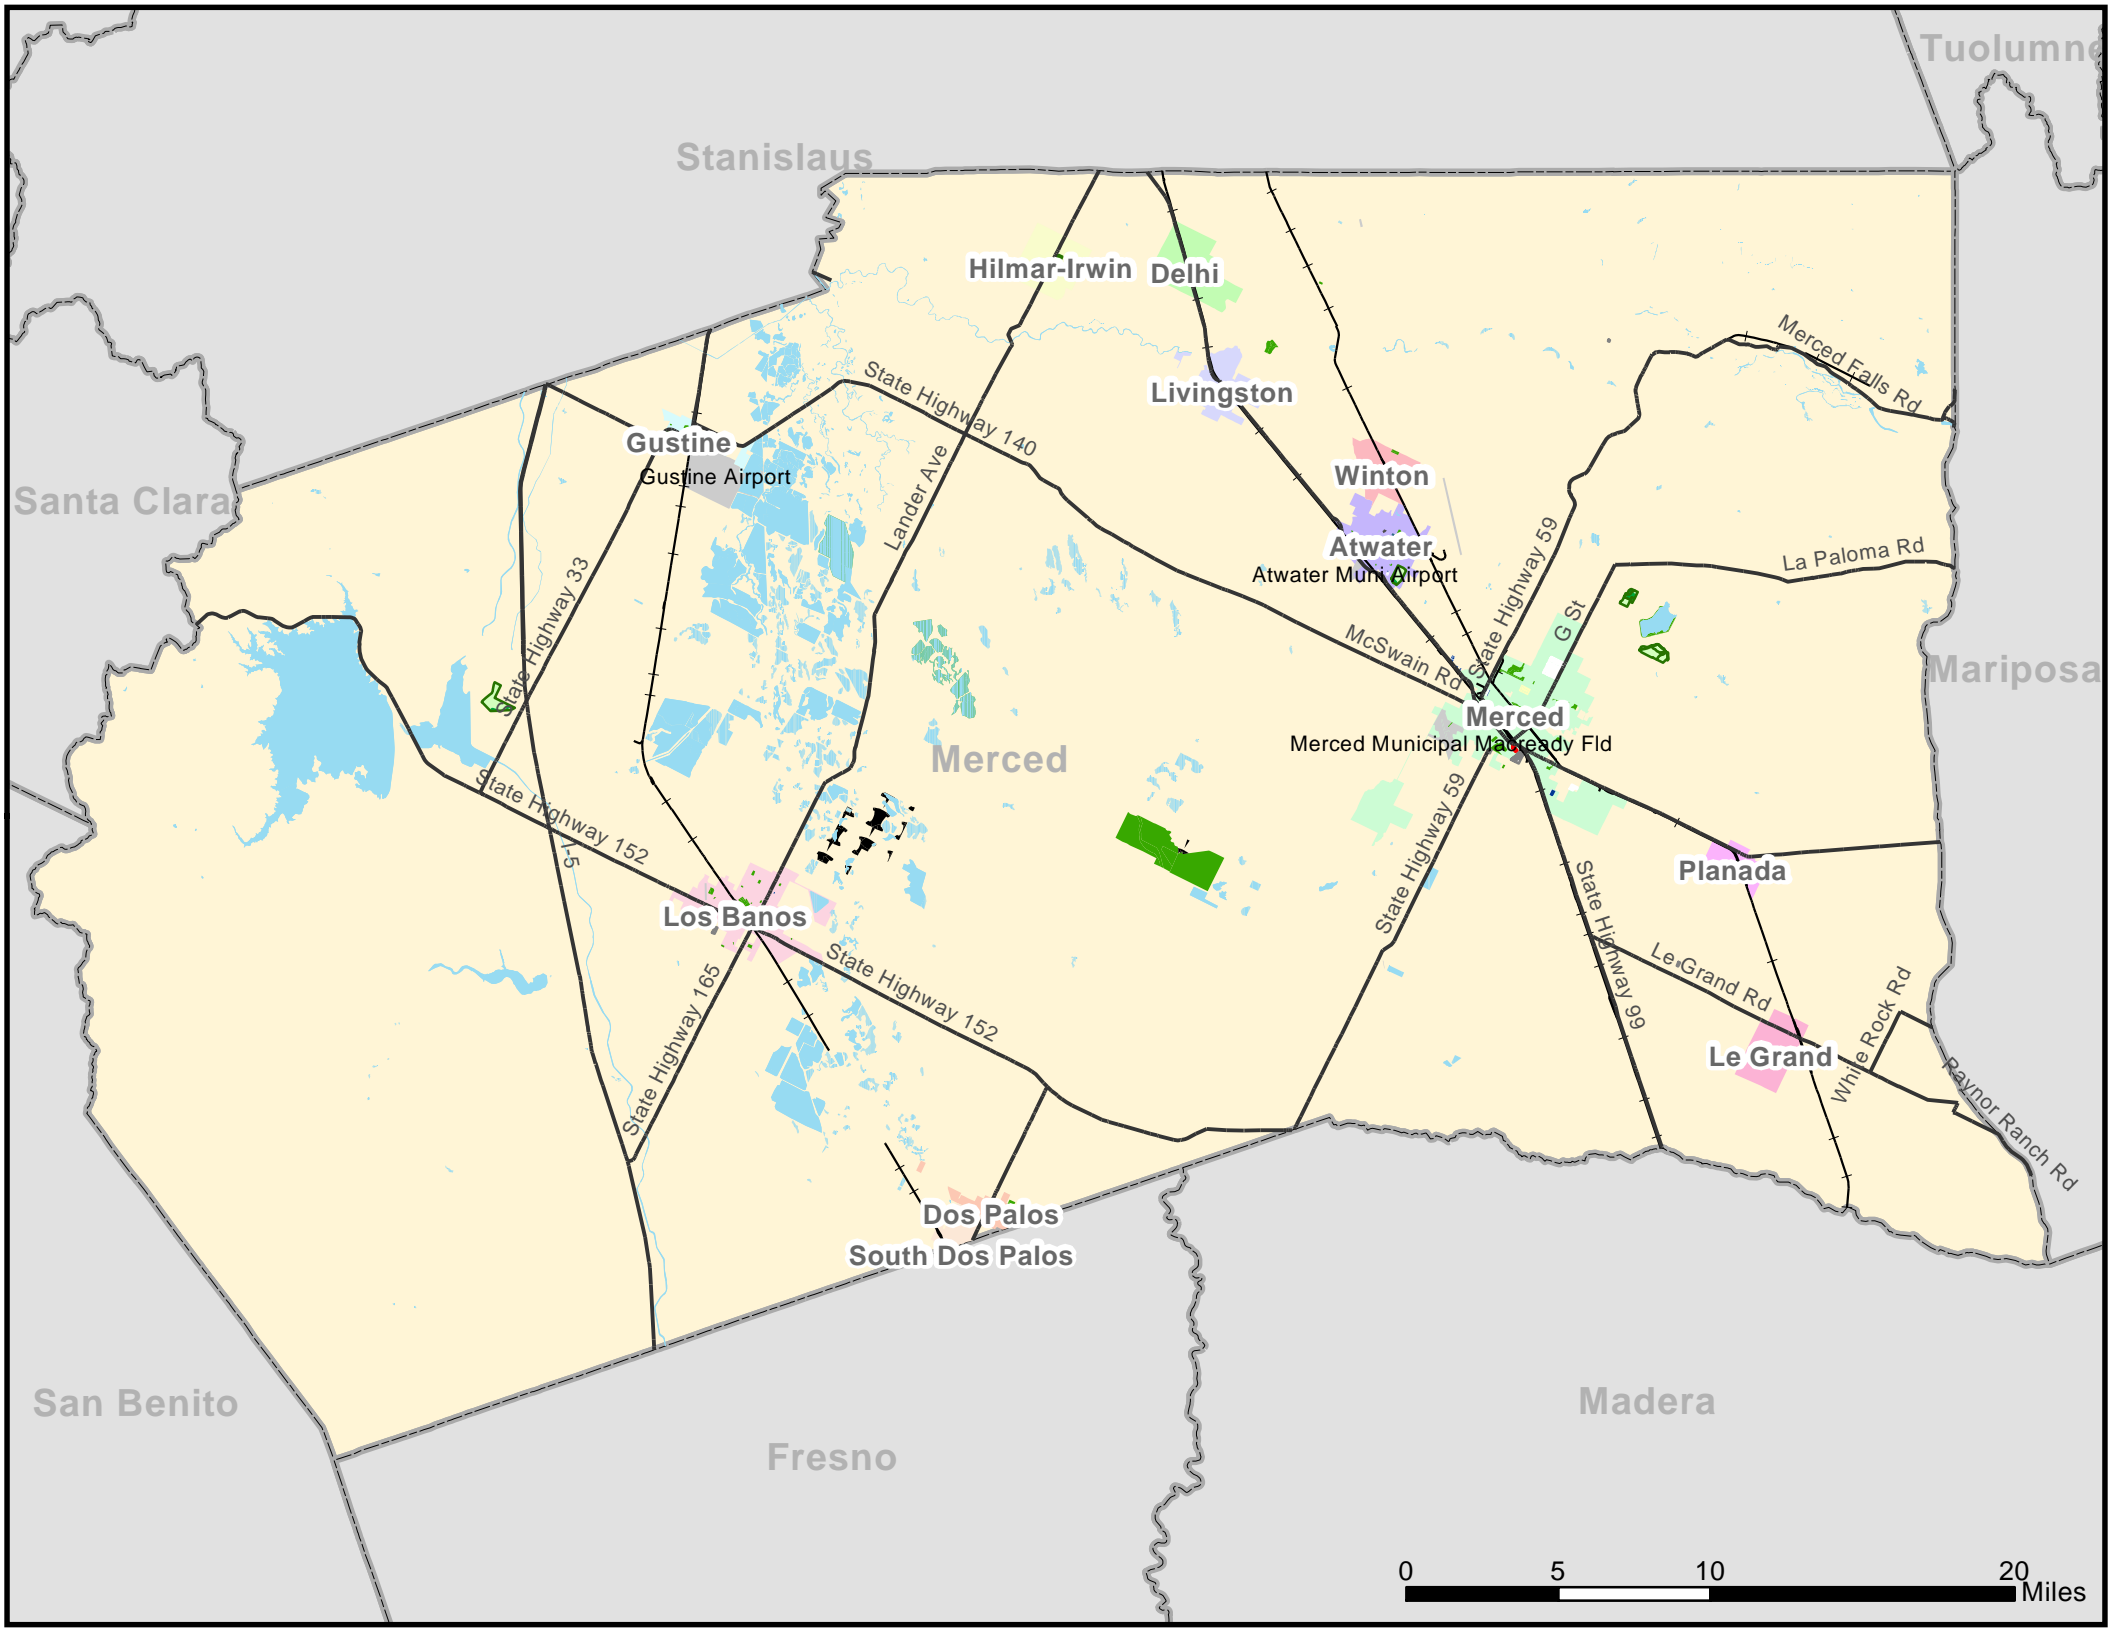 Tuolumne
Stanislaus
Hilmar-Irwin
Delhi
Merced Falls Rd
Livingston
State Highway 140
Gustine
Gustine Airport
Lander Ave
Winton
Santa Clara
Atwater
Atwater Muni Airport
State Highway 59
La Paloma Rd
State Highway 33
G St
McSwain Rd
Mariposa
Merced
Merced Municipal Macready Fld
Merced
State Highway 152
I-5
State Highway 59
Planada
Los Banos
State Highway 99
State Highway 152
State Highway 165
Le Grand Rd
White Rock Rd
Le Grand
Raynor Ranch Rd
Dos Palos
South Dos Palos
San Benito
Madera
Fresno
0 5 10 20
Miles